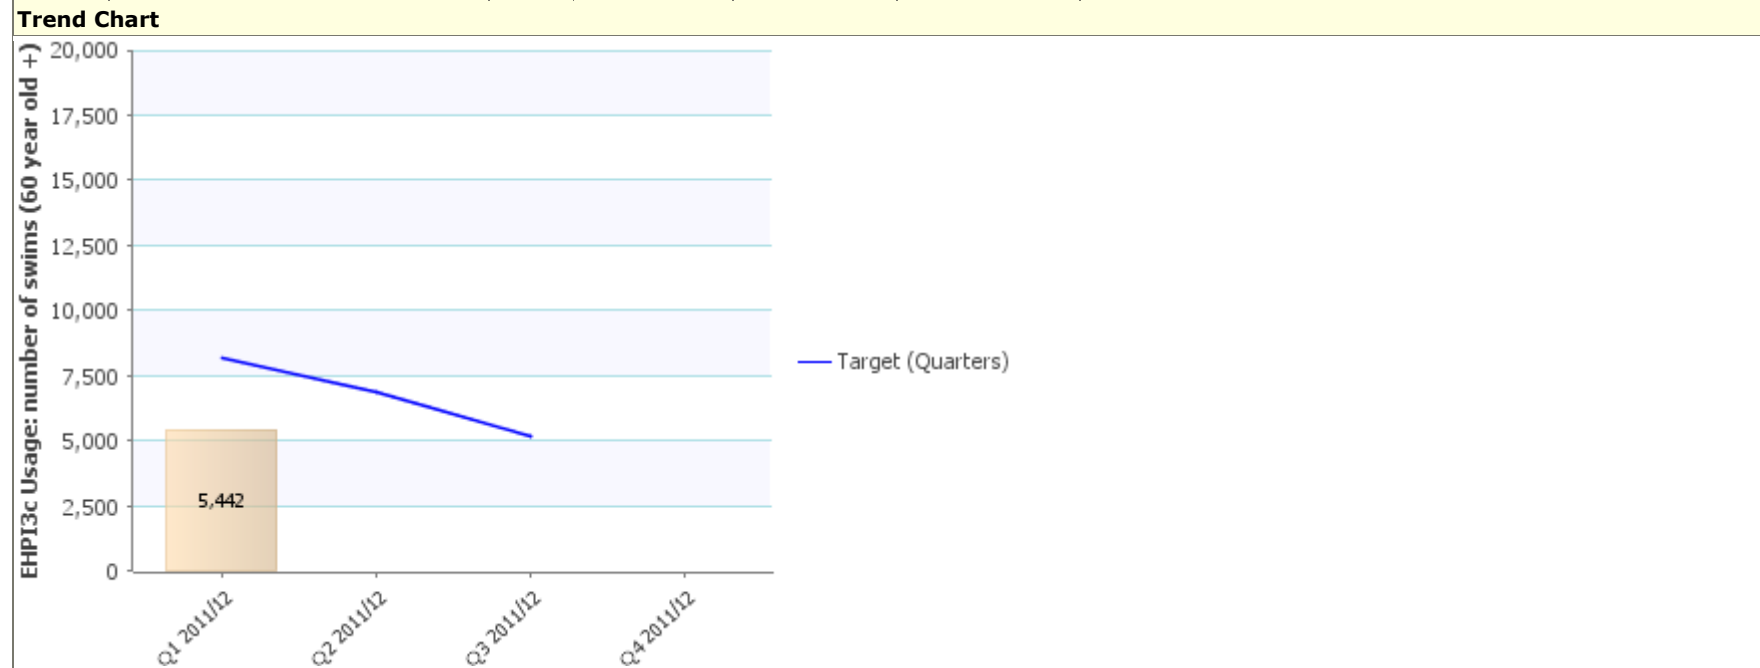 Trend Chart
EHPI3c Usage: number of swims (60 year old +)
20,000
17,500
15,000
12,500
10,000
7,500
5,000
2,500
0
5,442
Q1 2011/12
Q2 2011/12
Q3 2011/12
Q4 2011/12
Target (Quarters)